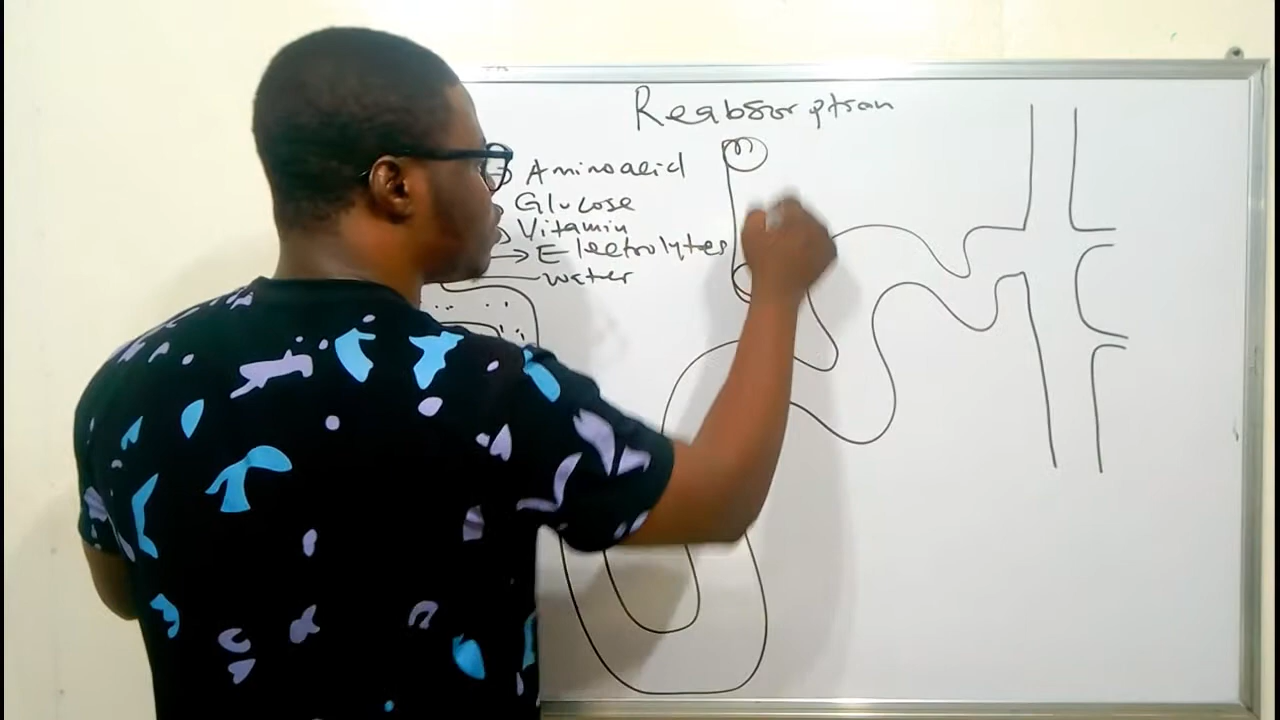 Reabsorption
Aminoacid
Glucose
Vitamin
→ Electrolytes
water